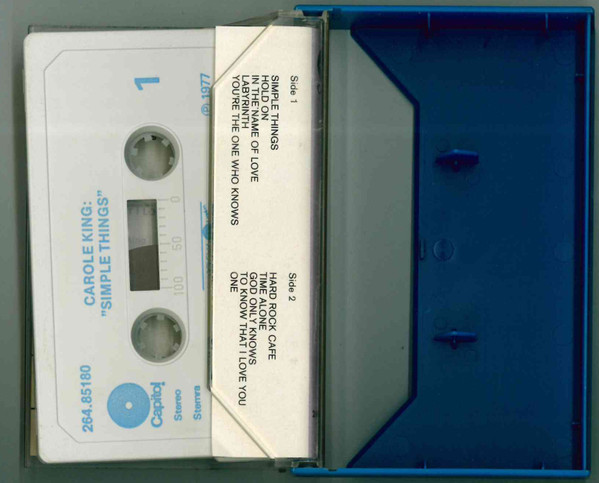 1
℗ 1977
0 50 100
CAROLE KING:
"SIMPLE THINGS"
264.85180
Capitol
Stereo
Stemra
Side 1
SIMPLE THINGS
HOLD ON
IN THE NAME OF LOVE
LABYRINTH
YOU'RE THE ONE WHO KNOWS
Side 2
HARD ROCK CAFE
TIME ALONE
GOD ONLY KNOWS
TO KNOW THAT I LOVE YOU
ONE